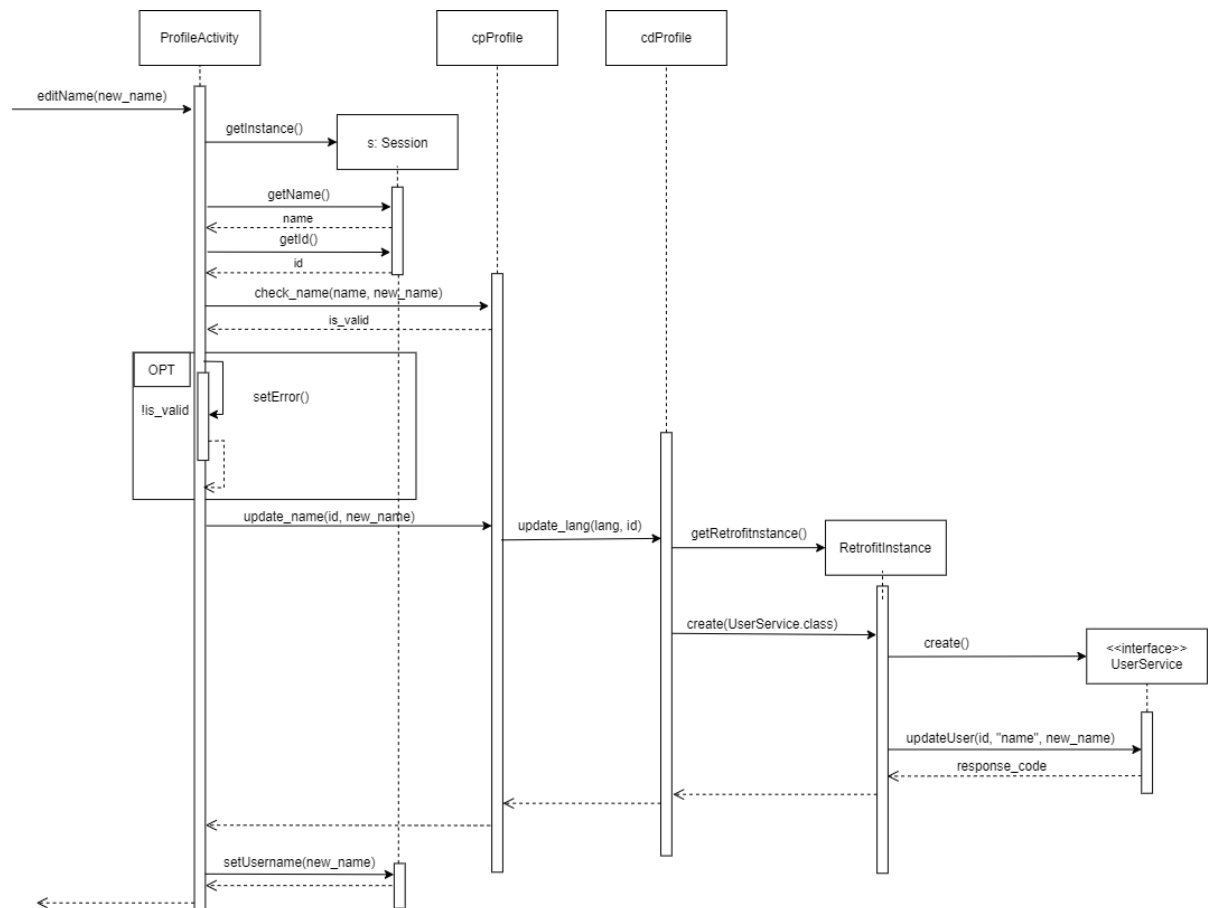 ProfileActivity
cpProfile
cdProfile
editName(new_name)
getInstance()
s: Session
getName()
name
getId()
id
check_name(name, new_name)
is_valid
OPT
setError()
!is_valid
update_name(id, new_name)
update_lang(lang, id)
getRetrofitnstance()
RetrofitInstance
create(UserService.class)
create()
<<interface>>
UserService
updateUser(id, "name", new_name)
response_code
setUsername(new_name)